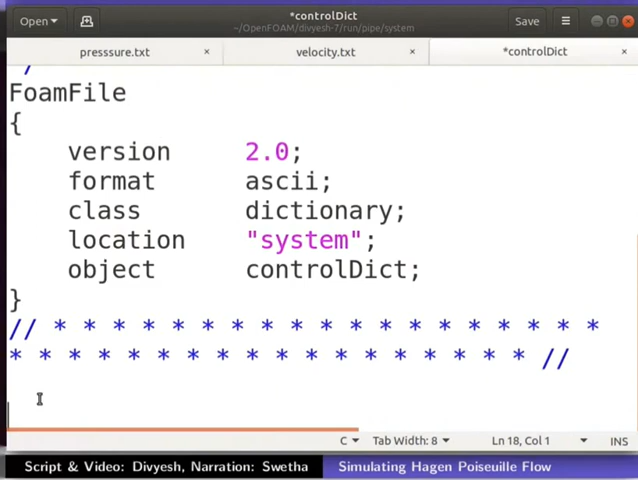 Open
*controlDict
~/OpenFOAM/divyesh-7/run/pipe/system
Save
presssure.txt
velocity.txt
*controlDict
/
FoamFile
{
version 2.0;
format ascii;
class dictionary;
location "system";
object controlDict;
}
// * * * * * * * * * * * * * * * * * * *
* * * * * * * * * * * * * * * * * * //
C
Tab Width: 8
Ln 18, Col 1
INS
Script & Video: Divyesh, Narration: Swetha
Simulating Hagen Poiseuille Flow